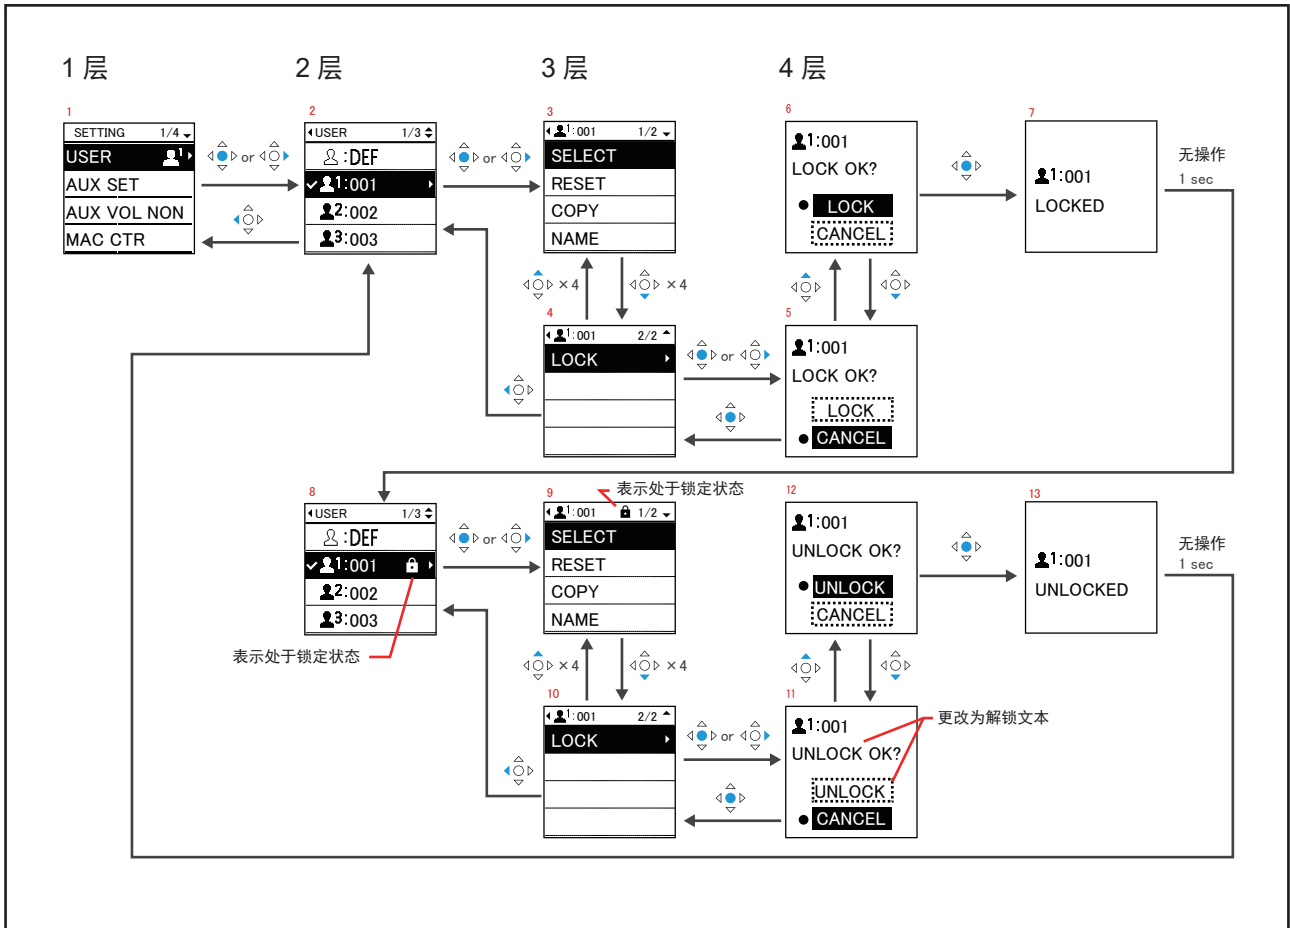 1 层
2 层
3 层
4 层
1
SETTING 1/4
USER 1
AUX SET
AUX VOL NON
MAC CTR
or
2
USER 1/3
:DEF
1:001
2:002
3:003
or
3
1:001 1/2
SELECT
RESET
COPY
NAME
×4
×4
4
1:001 2/2
LOCK
or
6
1:001
LOCK OK?
LOCK
CANCEL
5
1:001
LOCK OK?
LOCK
CANCEL
7
1:001
LOCKED
无操作
1 sec
8
USER 1/3
:DEF
1:001
2:002
3:003
表示处于锁定状态
or
9
表示处于锁定状态
1:001 1/2
SELECT
RESET
COPY
NAME
×4
×4
10
1:001 2/2
LOCK
or
12
1:001
UNLOCK OK?
UNLOCK
CANCEL
11
1:001
UNLOCK OK?
UNLOCK
CANCEL
更改为解锁文本
13
1:001
UNLOCKED
无操作
1 sec